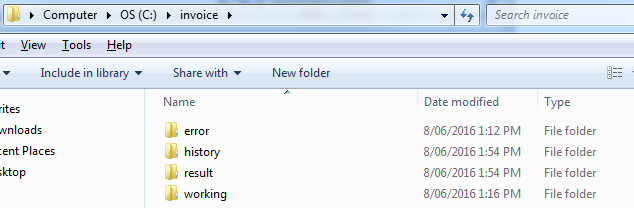 Computer OS (C:) invoice Search invoice
it View Tools Help
Include in library Share with New folder
Name Date modified Type
rites
wnloads
cent Places
sktop
error 8/06/2016 1:12 PM File folder
history 8/06/2016 1:54 PM File folder
result 8/06/2016 1:54 PM File folder
working 8/06/2016 1:16 PM File folder